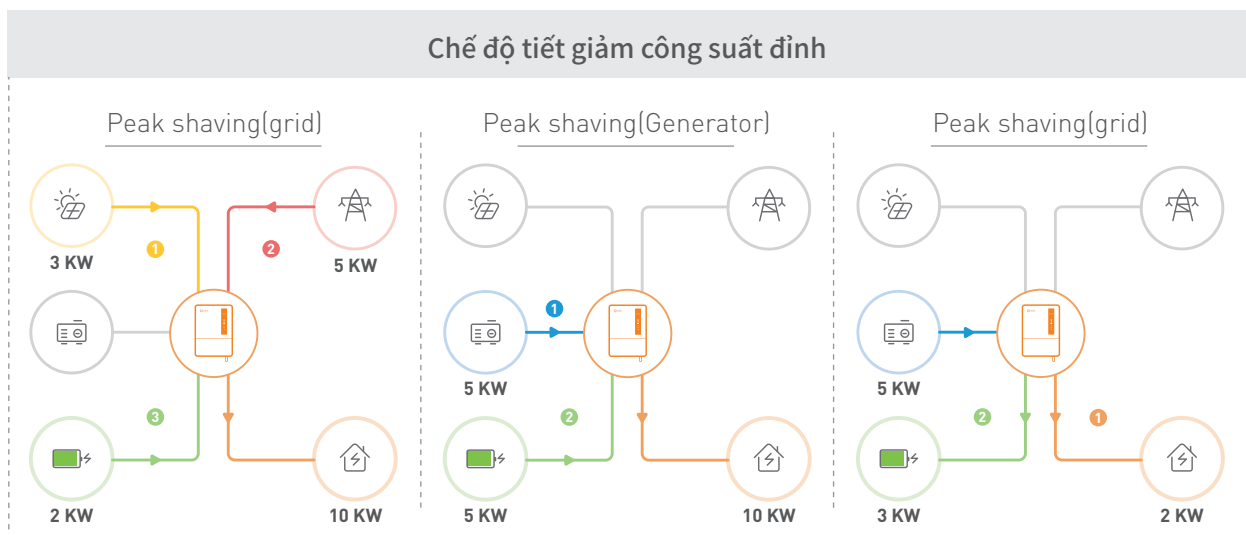 Chế độ tiết giảm công suất đỉnh
Peak shaving(grid)
3 KW
1
2
5 KW
3
2 KW
10 KW
Peak shaving(Generator)
1
5 KW
2
5 KW
10 KW
Peak shaving(grid)
5 KW
2
1
3 KW
2 KW